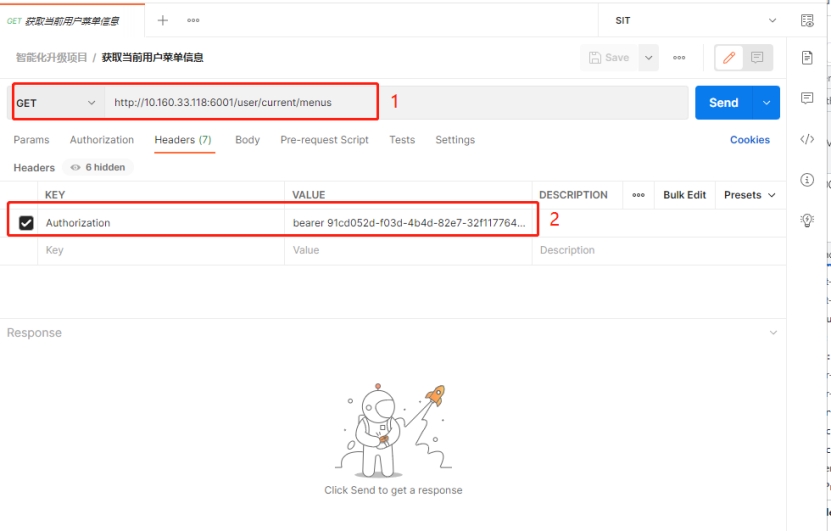 GET 获取当前用户菜单信息
SIT
智能化升级项目 / 获取当前用户菜单信息
Save
GET http://10.160.33.118:6001/user/current/menus 1
Send
Params Authorization Headers (7) Body Pre-request Script Tests Settings Cookies
Headers 6 hidden
KEY VALUE DESCRIPTION Bulk Edit Presets
Authorization bearer 91cd052d-f03d-4b4d-82e7-32f117764... 2
Key Value Description
Response
Click Send to get a response